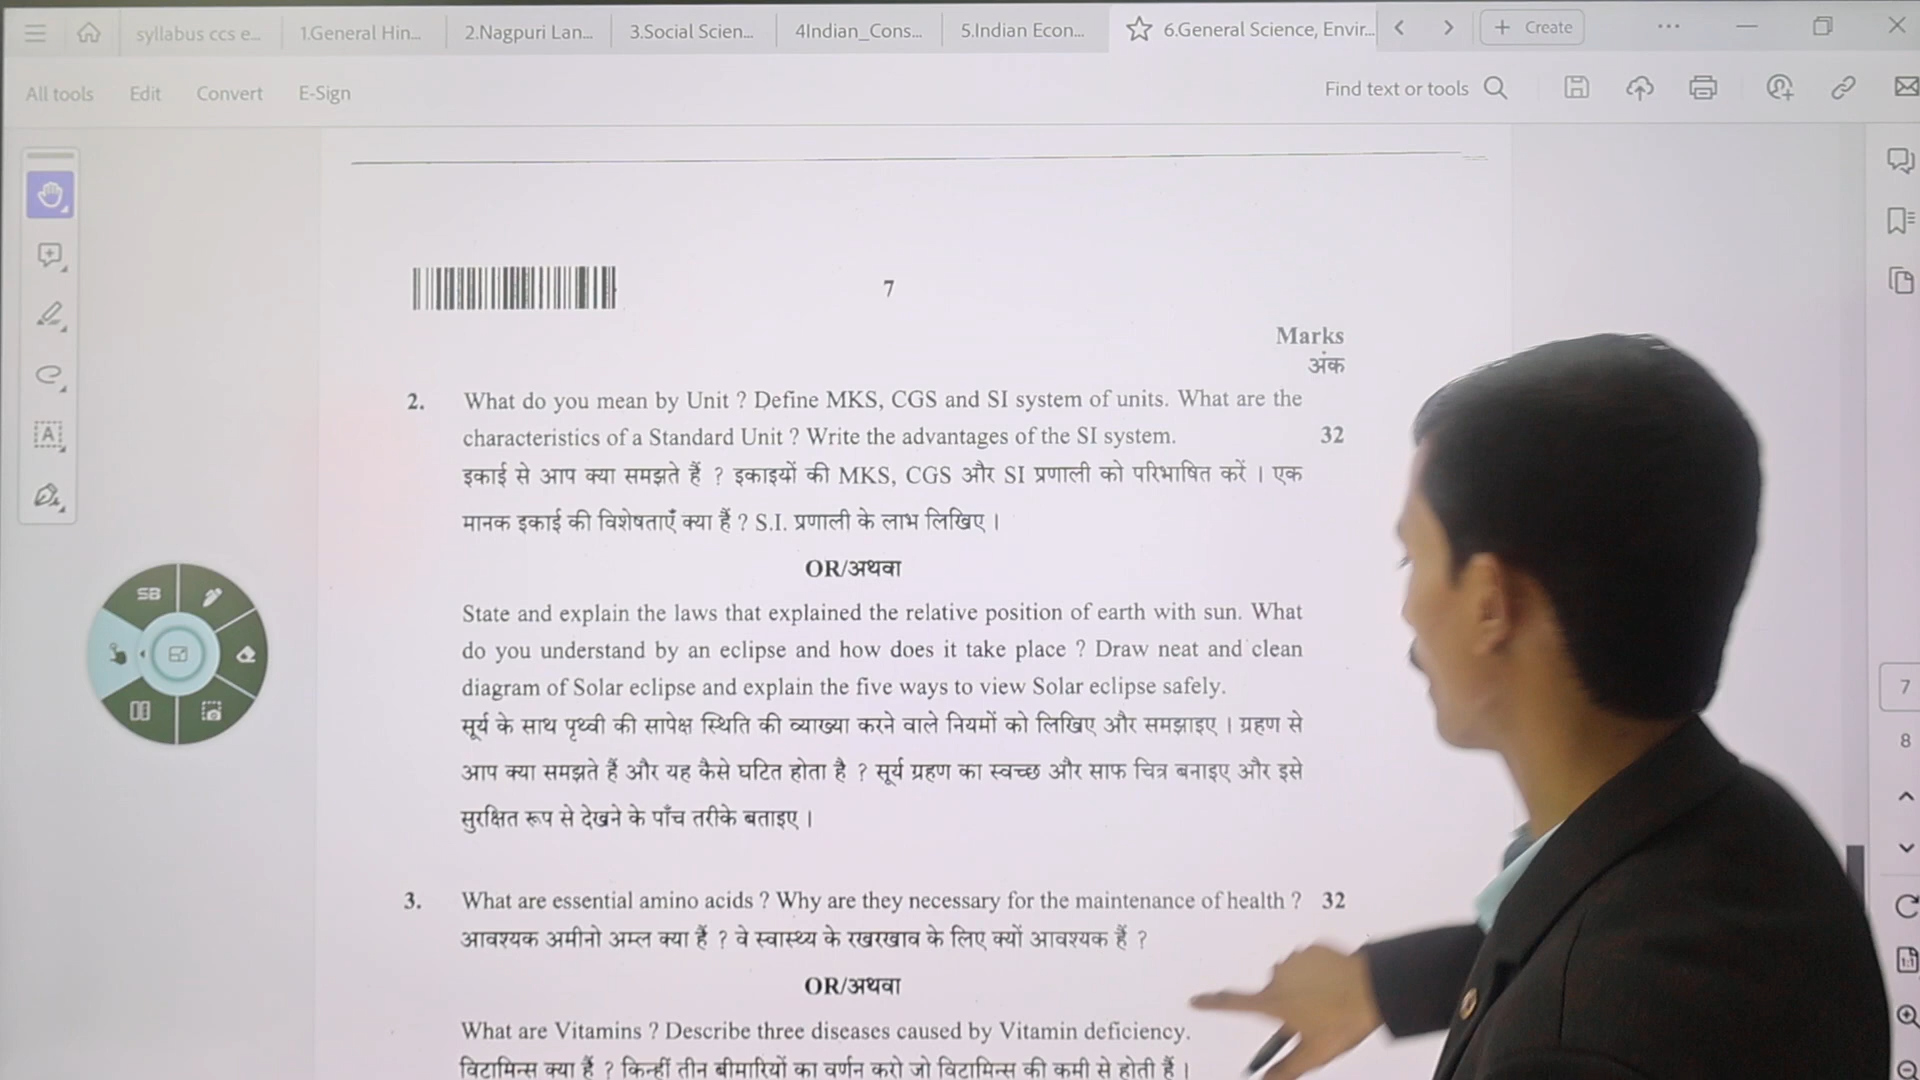 syllabus ccs e...
1.General Hin...
2.Nagpuri Lan...
3.Social Scien...
4Indian_Cons...
5.Indian Econ...
6.General Science, Envir...
Create
All tools
Edit
Convert
E-Sign
Find text or tools
7
Marks
अंक
2. What do you mean by Unit ? Define MKS, CGS and SI system of units. What are the
characteristics of a Standard Unit ? Write the advantages of the SI system. 32
इकाई से आप क्या समझते हैं ? इकाइयों की MKS, CGS और SI प्रणाली को परिभाषित करें । एक
मानक इकाई की विशेषताएँ क्या हैं ? S.I. प्रणाली के लाभ लिखिए ।
OR/अथवा
State and explain the laws that explained the relative position of earth with sun. What
do you understand by an eclipse and how does it take place ? Draw neat and clean
diagram of Solar eclipse and explain the five ways to view Solar eclipse safely.
सूर्य के साथ पृथ्वी की सापेक्ष स्थिति की व्याख्या करने वाले नियमों को लिखिए और समझाइए । ग्रहण से
आप क्या समझते हैं और यह कैसे घटित होता है ? सूर्य ग्रहण का स्वच्छ और साफ चित्र बनाइए और इसे
सुरक्षित रूप से देखने के पाँच तरीके बताइए ।
3. What are essential amino acids ? Why are they necessary for the maintenance of health ? 32
आवश्यक अमीनो अम्ल क्या हैं ? वे स्वास्थ्य के रखरखाव के लिए क्यों आवश्यक हैं ?
OR/अथवा
What are Vitamins ? Describe three diseases caused by Vitamin deficiency.
विटामिन्स क्या हैं ? किन्हीं तीन बीमारियों का वर्णन करो जो विटामिन्स की कमी से होती हैं ।
SB
7
8
1:1